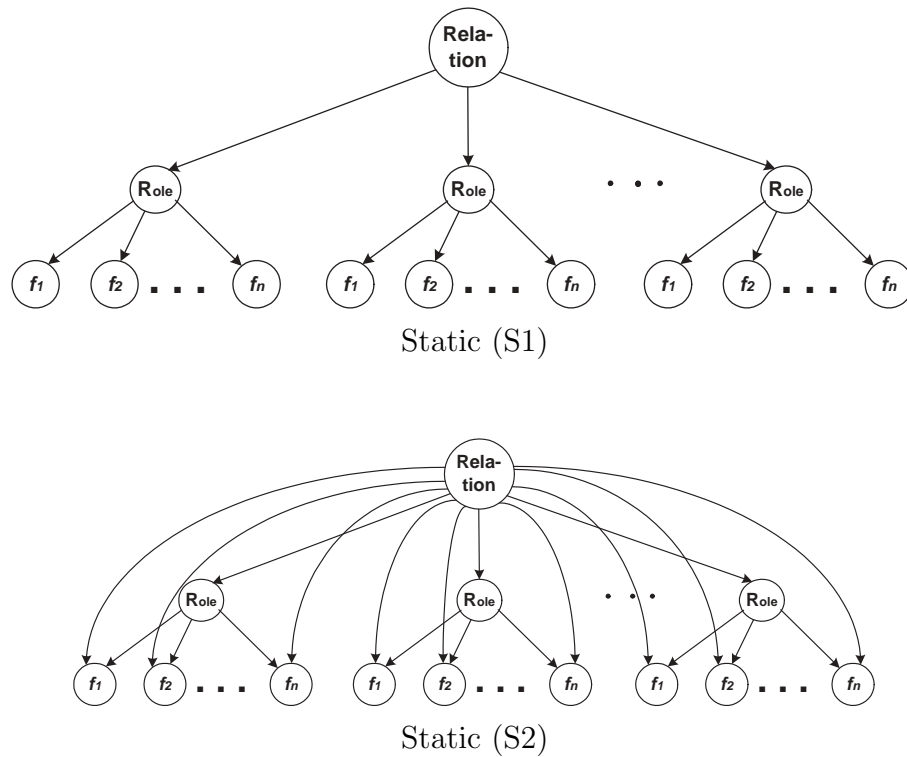 Rela-
tion
Role Role . . . Role
f1 f2 . . . fn f1 f2 . . . fn f1 f2 . . . fn
Static (S1)
Rela-
tion
Role Role . . . Role
f1 f2 . . . fn f1 f2 . . . fn f1 f2 . . . fn
Static (S2)